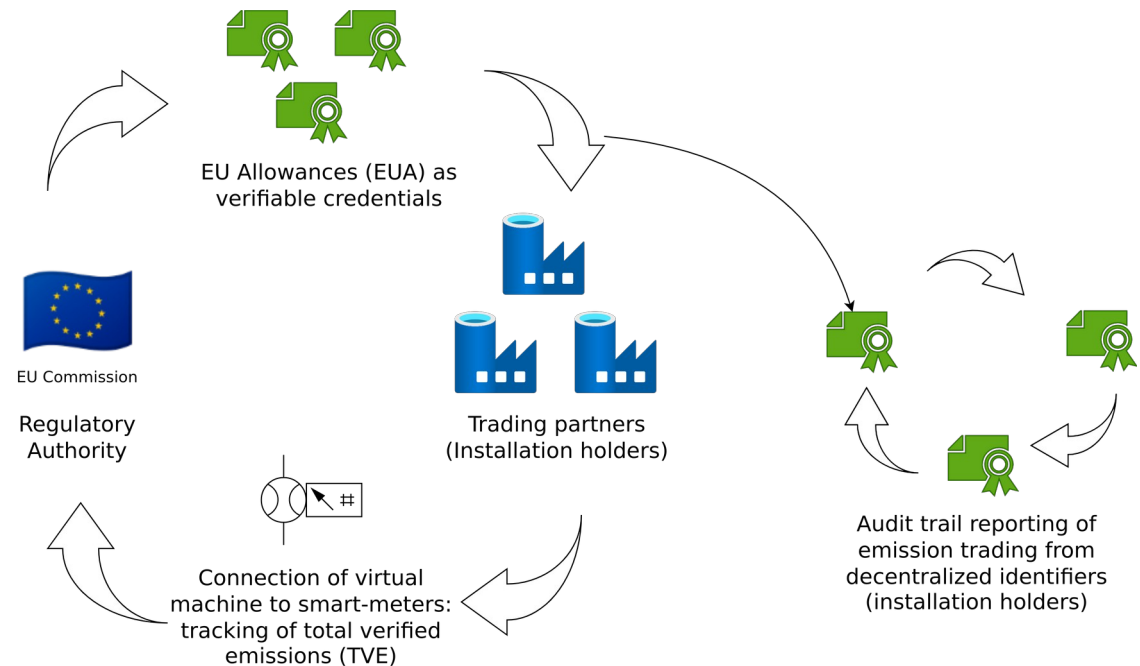 EU Allowances (EUA) as
verifiable credentials
EU Commission
Regulatory
Authority
Trading partners
(Installation holders)
#
Connection of virtual
machine to smart-meters:
tracking of total verified
emissions (TVE)
Audit trail reporting of
emission trading from
decentralized identifiers
(installation holders)